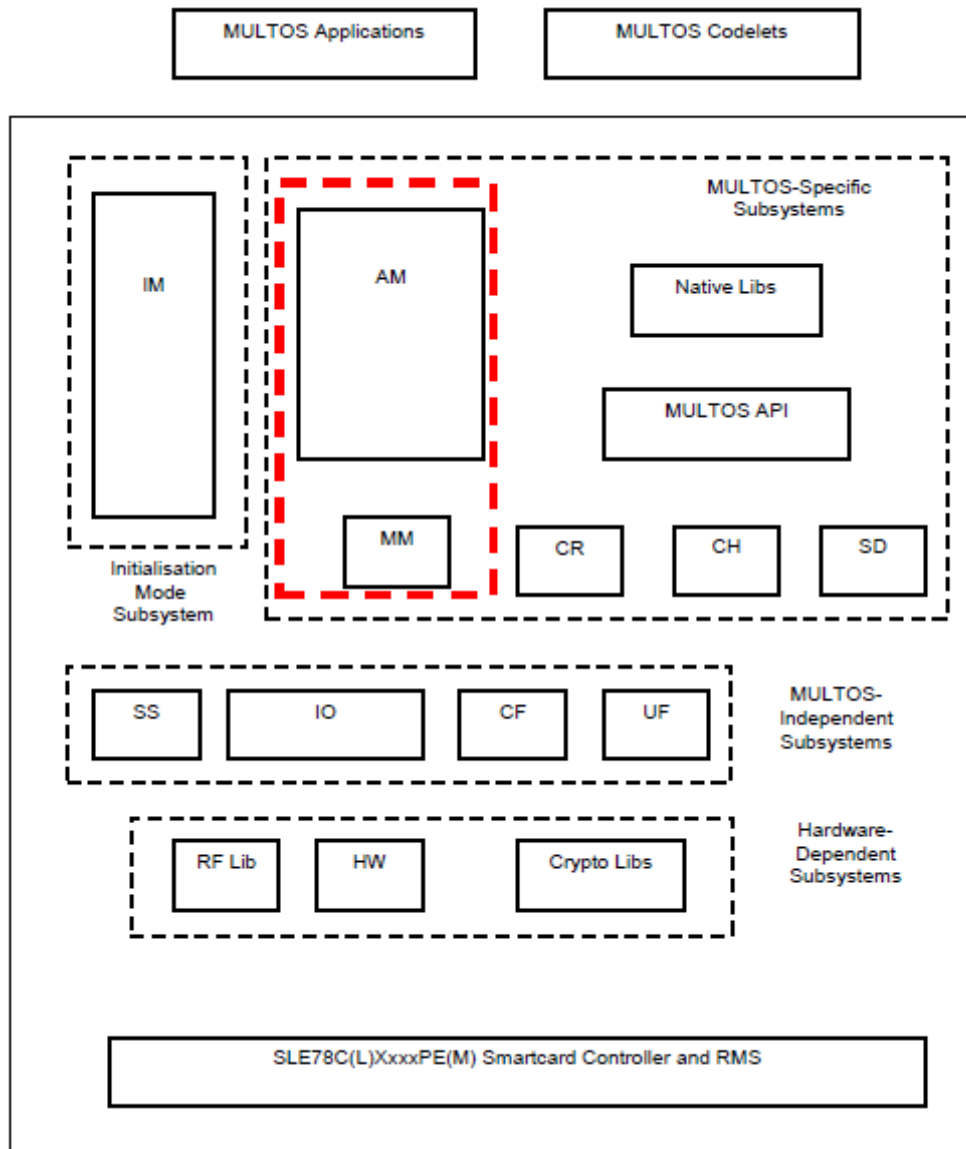 MULTOS Applications
MULTOS Codelets
MULTOS-Specific
Subsystems
IM
AM
Native Libs
MULTOS API
MM
CR
CH
SD
Initialisation
Mode
Subsystem
SS
IO
CF
UF
MULTOS-
Independent
Subsystems
RF Lib
HW
Crypto Libs
Hardware-
Dependent
Subsystems
SLE78C(L)XxxxPE(M) Smartcard Controller and RMS